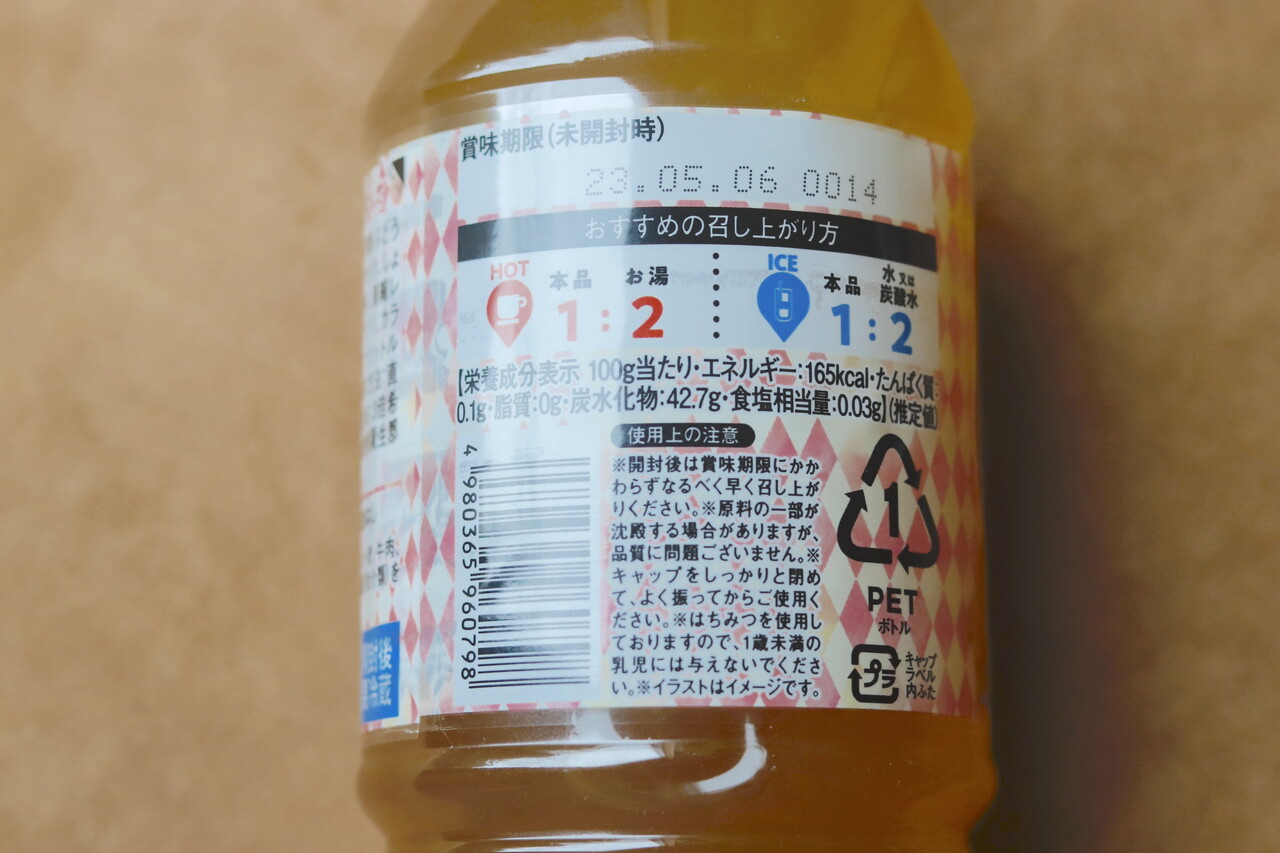 賞味期限(未開封時)
23.05.06 0014
おすすめの召し上がり方
HOT
本品 お湯
1:2
ICE
本品 水又は炭酸水
1:2
【栄養成分表示 100g当たり・エネルギー:165kcal・たんぱく質:
0.1g・脂質:0g・炭水化物:42.7g・食塩相当量:0.03g】(推定値)
使用上の注意
※開封後は賞味期限にかか
わらずなるべく早く召し上が
りください。※原料の一部が
沈殿する場合がありますが、
品質に問題ございません。※
キャップをしっかりと閉め
て、よく振ってからご使用く
ださい。※はちみつを使用し
ておりますので、1歳未満の
乳児には与えないでくださ
い。※イラストはイメージです。
4 980365 960798
1
PET
ボトル
プラ
キャップ
ラベル
内ふた
封後
冷蔵